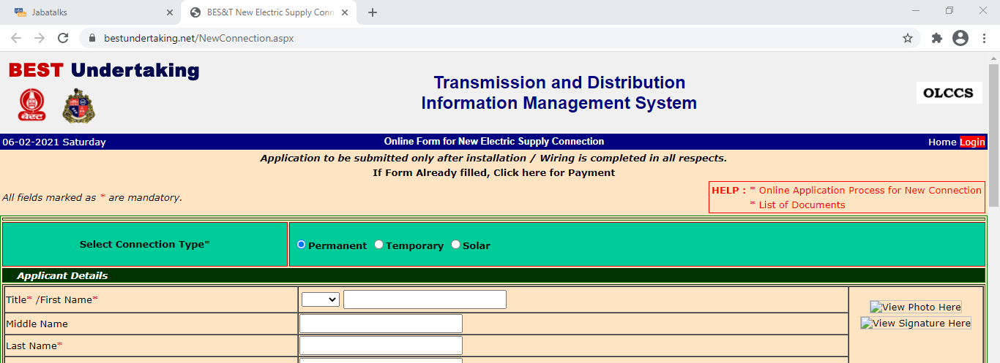 Jabatalks
BES&T New Electric Supply Conn
bestundertaking.net/NewConnection.aspx
BEST Undertaking
Transmission and Distribution
Information Management System
बेस्ट
OLCCS
06-02-2021 Saturday
Online Form for New Electric Supply Connection
Home Login
Application to be submitted only after installation / Wiring is completed in all respects.
If Form Already filled, Click here for Payment
All fields marked as * are mandatory.
HELP : * Online Application Process for New Connection
* List of Documents
Select Connection Type*
Permanent Temporary Solar
Applicant Details
Title* /First Name*
View Photo Here
View Signature Here
Middle Name
Last Name*